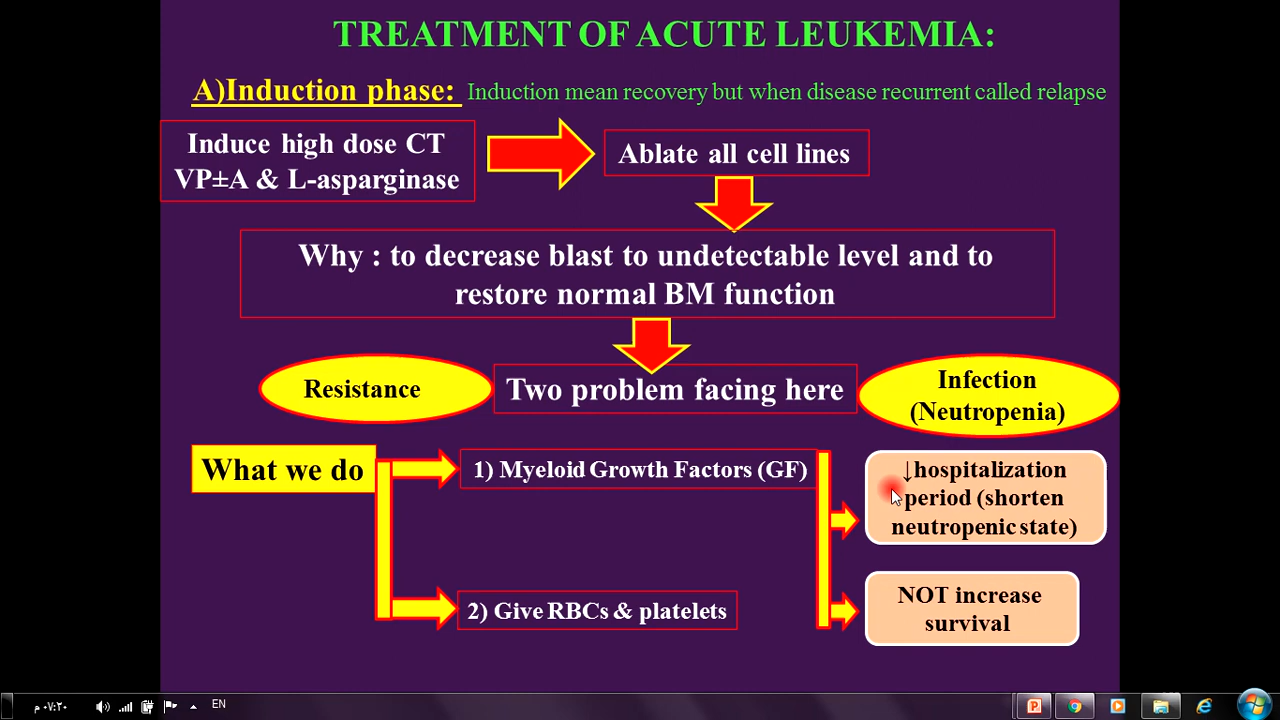 TREATMENT OF ACUTE LEUKEMIA:
A)Induction phase: Induction mean recovery but when disease recurrent called relapse
Induce high dose CT
VP±A & L-asparginase
Ablate all cell lines
Why : to decrease blast to undetectable level and to
restore normal BM function
Resistance
Two problem facing here
Infection
(Neutropenia)
What we do
1) Myeloid Growth Factors (GF)
↓hospitalization
period (shorten
neutropenic state)
2) Give RBCs & platelets
NOT increase
survival
م ٠٧:٢٠
EN